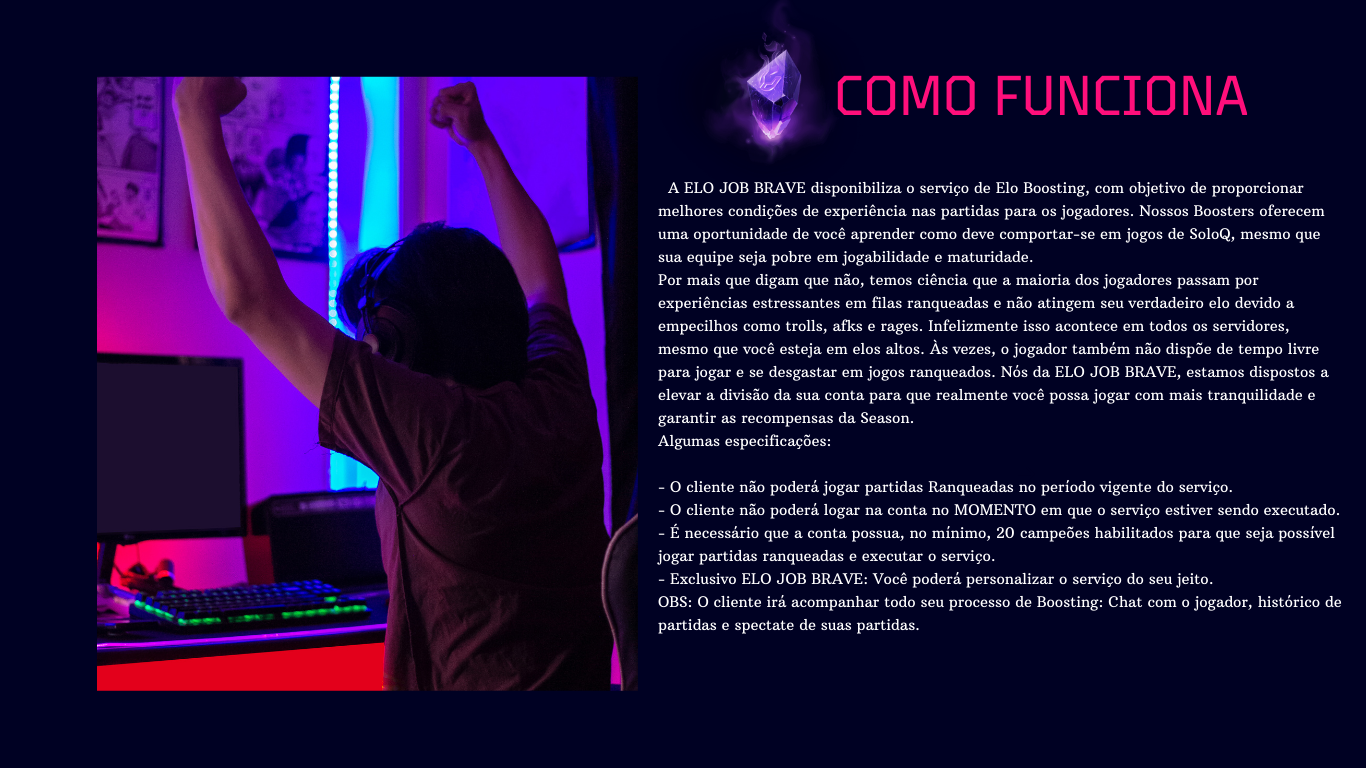 COMO FUNCIONA
A ELO JOB BRAVE disponibiliza o serviço de Elo Boosting, com objetivo de proporcionar
melhores condições de experiência nas partidas para os jogadores. Nossos Boosters oferecem
uma oportunidade de você aprender como deve comportar-se em jogos de SoloQ, mesmo que
sua equipe seja pobre em jogabilidade e maturidade.
Por mais que digam que não, temos ciência que a maioria dos jogadores passam por
experiências estressantes em filas ranqueadas e não atingem seu verdadeiro elo devido a
empecilhos como trolls, afks e rages. Infelizmente isso acontece em todos os servidores,
mesmo que você esteja em elos altos. Às vezes, o jogador também não dispõe de tempo livre
para jogar e se desgastar em jogos ranqueados. Nós da ELO JOB BRAVE, estamos dispostos a
elevar a divisão da sua conta para que realmente você possa jogar com mais tranquilidade e
garantir as recompensas da Season.
Algumas especificações:
- O cliente não poderá jogar partidas Ranqueadas no período vigente do serviço.
- O cliente não poderá logar na conta no MOMENTO em que o serviço estiver sendo executado.
- É necessário que a conta possua, no mínimo, 20 campeões habilitados para que seja possível
jogar partidas ranqueadas e executar o serviço.
- Exclusivo ELO JOB BRAVE: Você poderá personalizar o serviço do seu jeito.
OBS: O cliente irá acompanhar todo seu processo de Boosting: Chat com o jogador, histórico de
partidas e spectate de suas partidas.